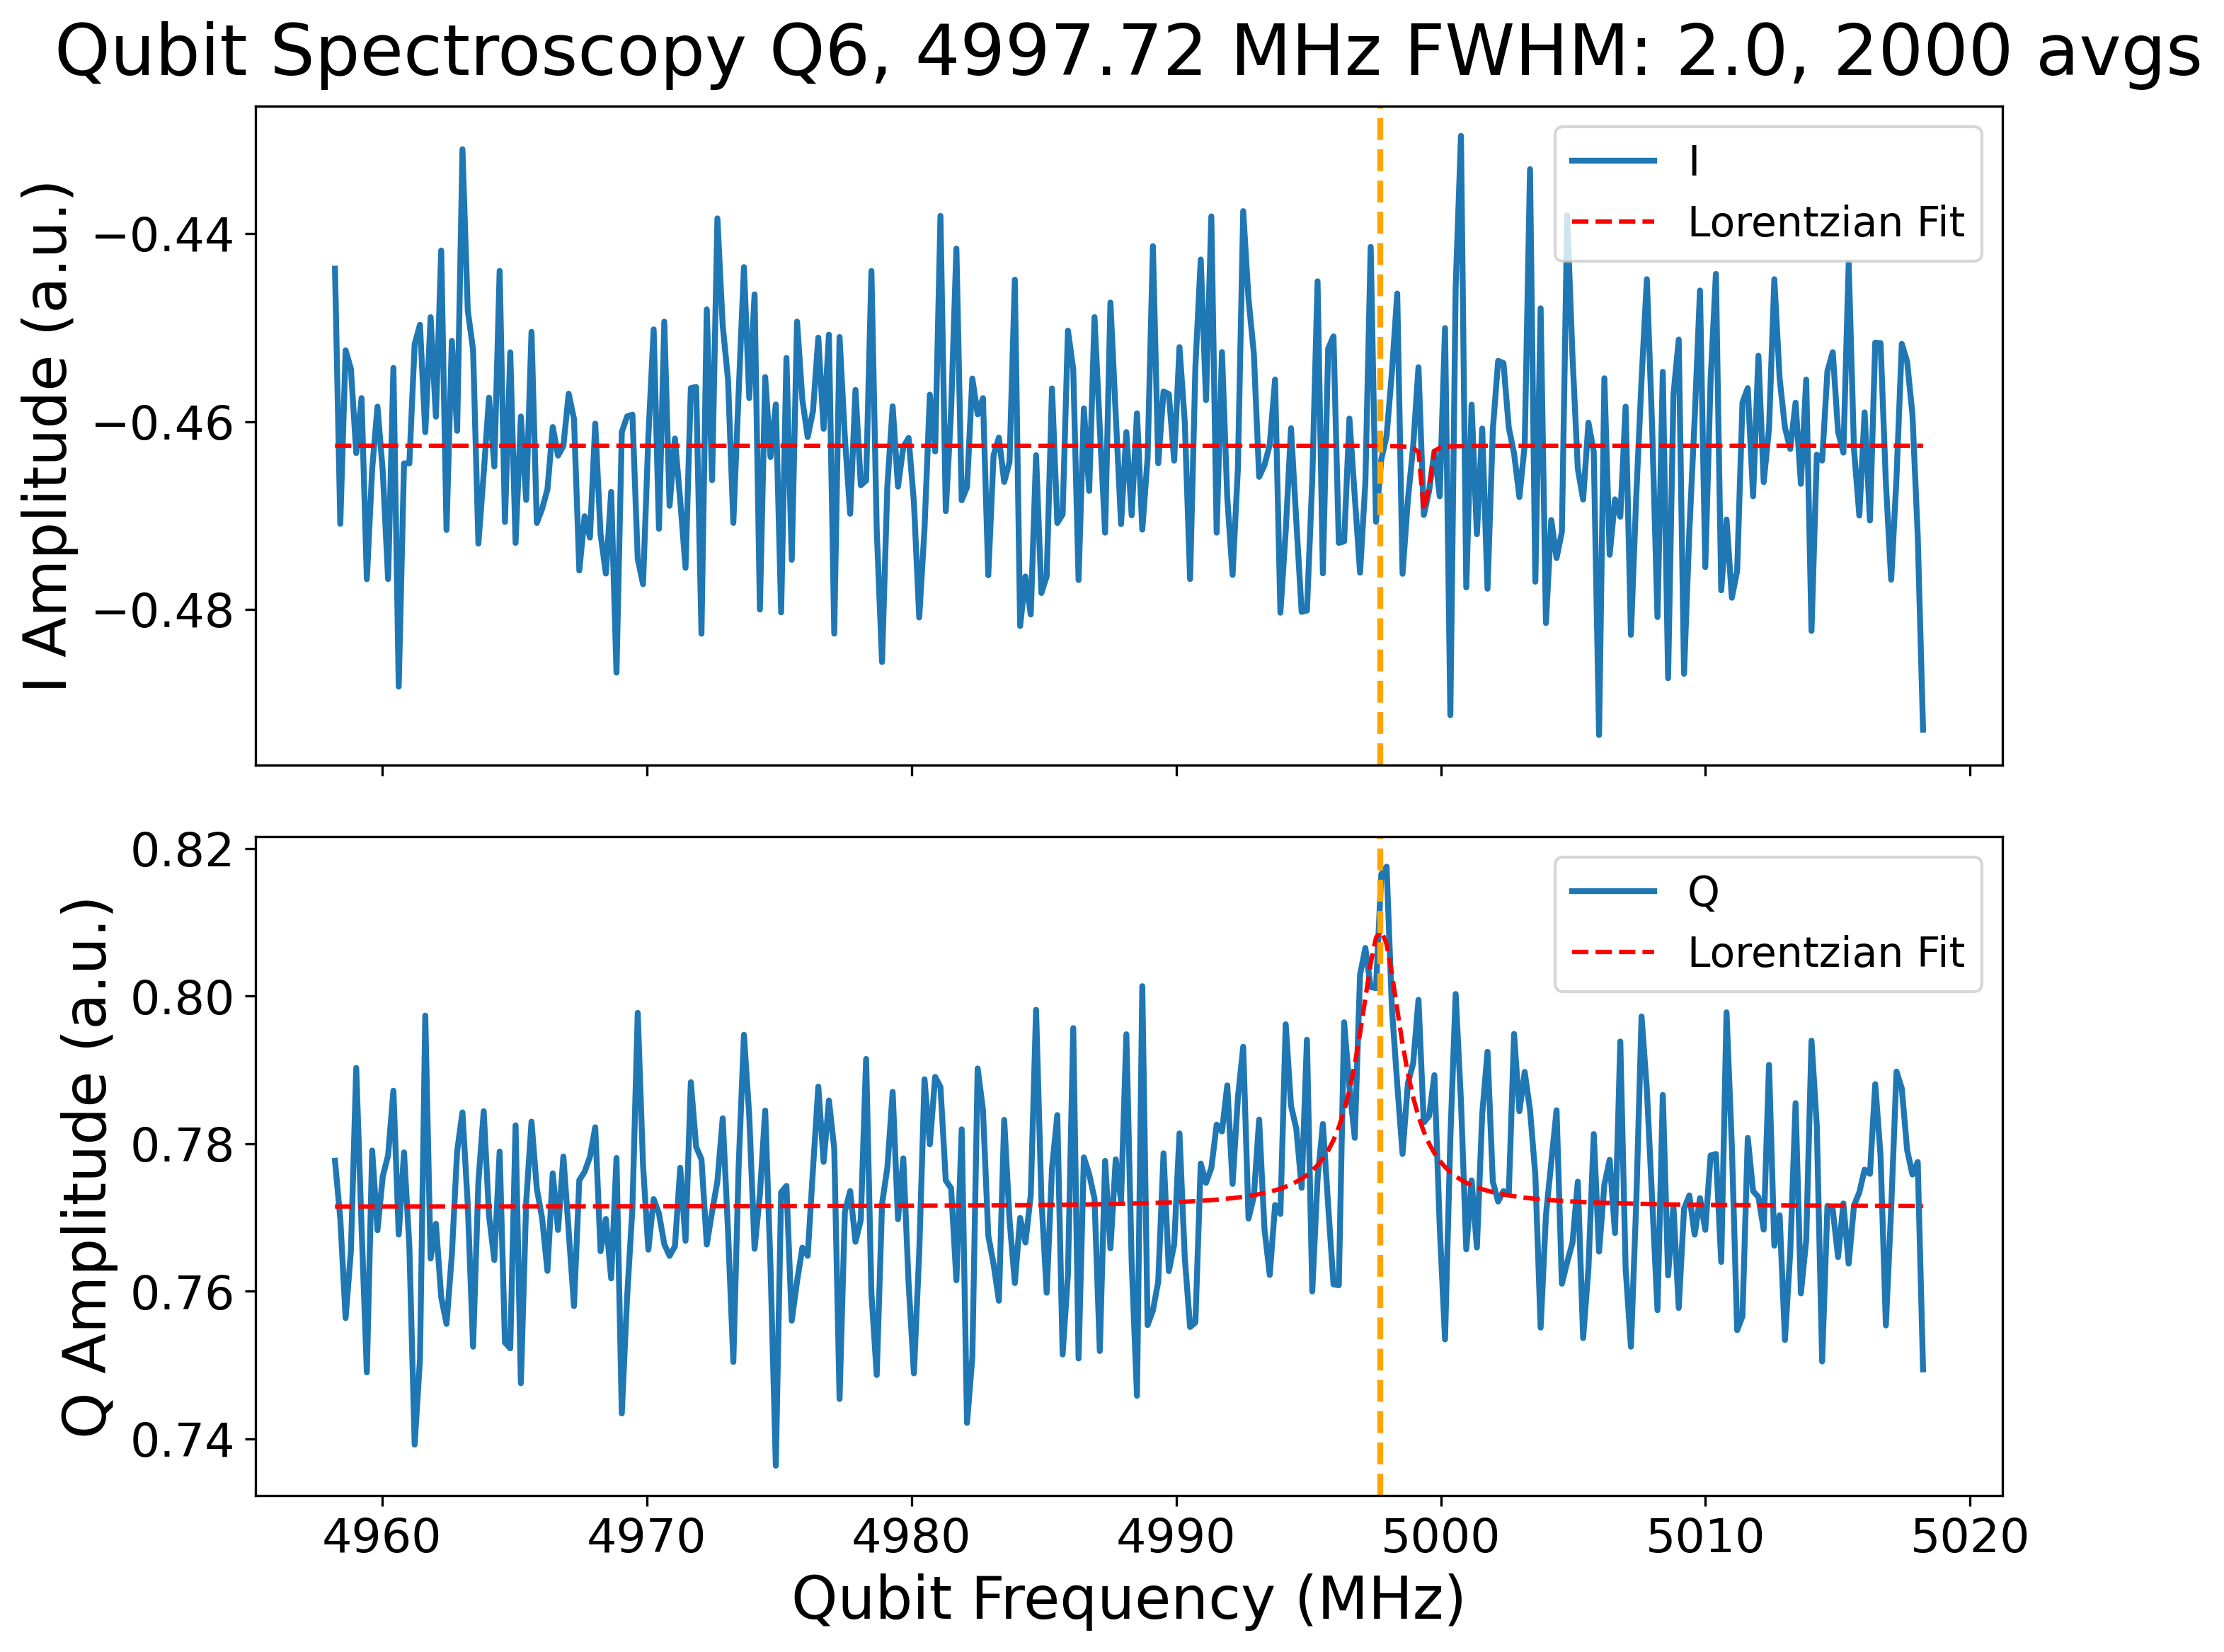 Qubit Spectroscopy Q6, 4997.72 MHz FWHM: 2.0, 2000 avgs
I Amplitude (a.u.)
−0.44
−0.46
−0.48
I
Lorentzian Fit
Q Amplitude (a.u.)
0.82
0.80
0.78
0.76
0.74
Q
Lorentzian Fit
4960 4970 4980 4990 5000 5010 5020
Qubit Frequency (MHz)